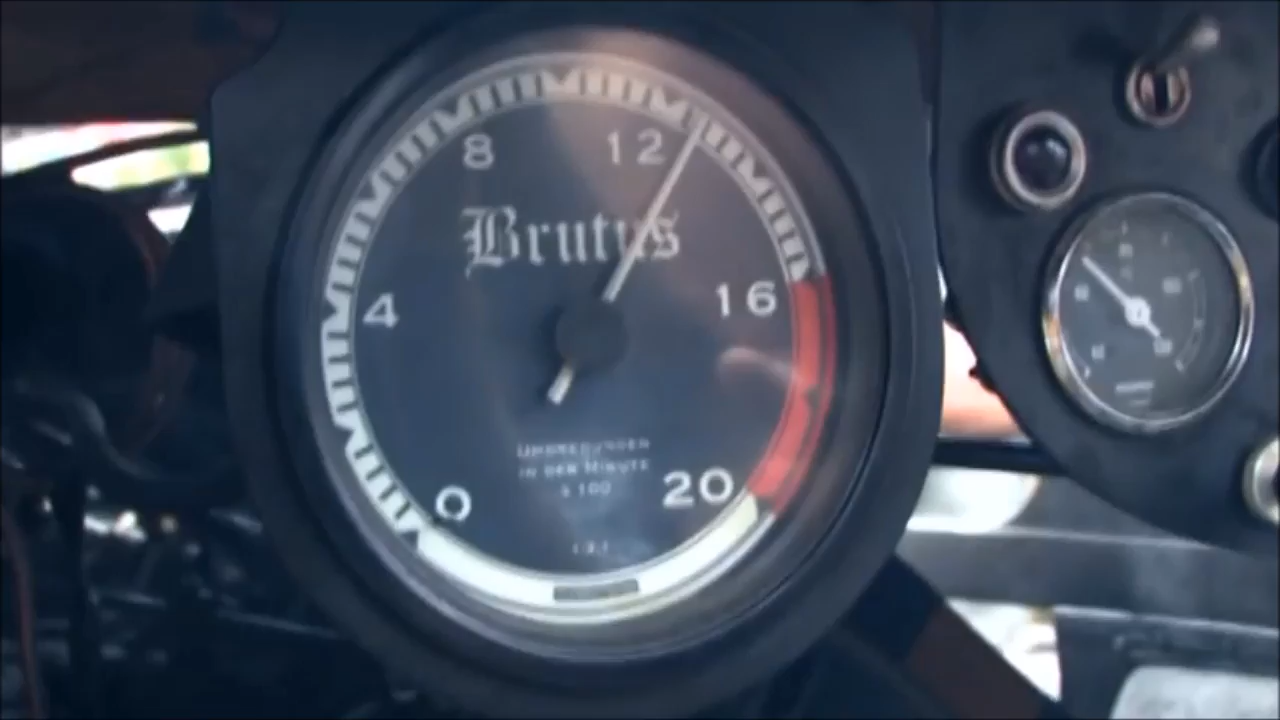 8 12
Brutus
4 16
UMDREHUNGEN
IN DER MINUTE
x 100
0 20